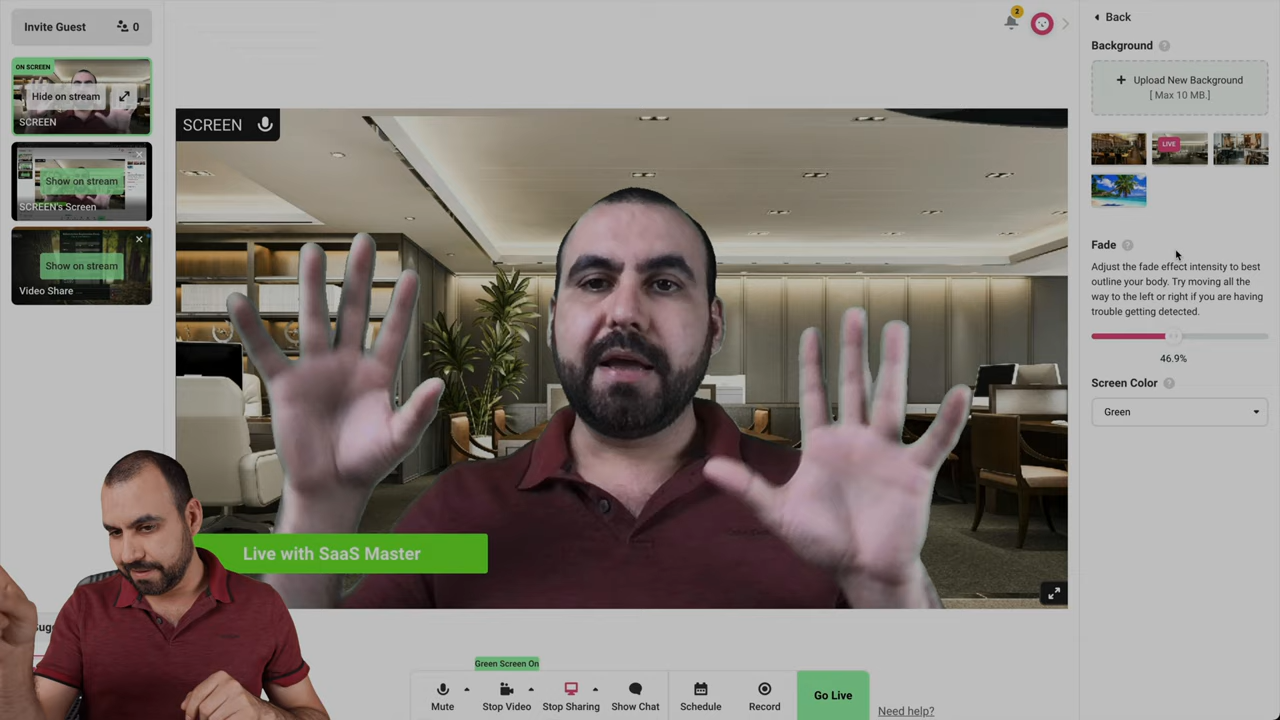 Invite Guest
0
ON SCREEN
Hide on stream
SCREEN
Show on stream
SCREEN's Screen
Show on stream
Video Share
SCREEN
Live with SaaS Master
2
Back
Background
Upload New Background
[ Max 10 MB.]
LIVE
Fade
Adjust the fade effect intensity to best
outline your body. Try moving all the
way to the left or right if you are having
trouble getting detected.
46.9%
Screen Color
Green
Green Screen On
Mute
Stop Video
Stop Sharing
Show Chat
Schedule
Record
Go Live
Need help?